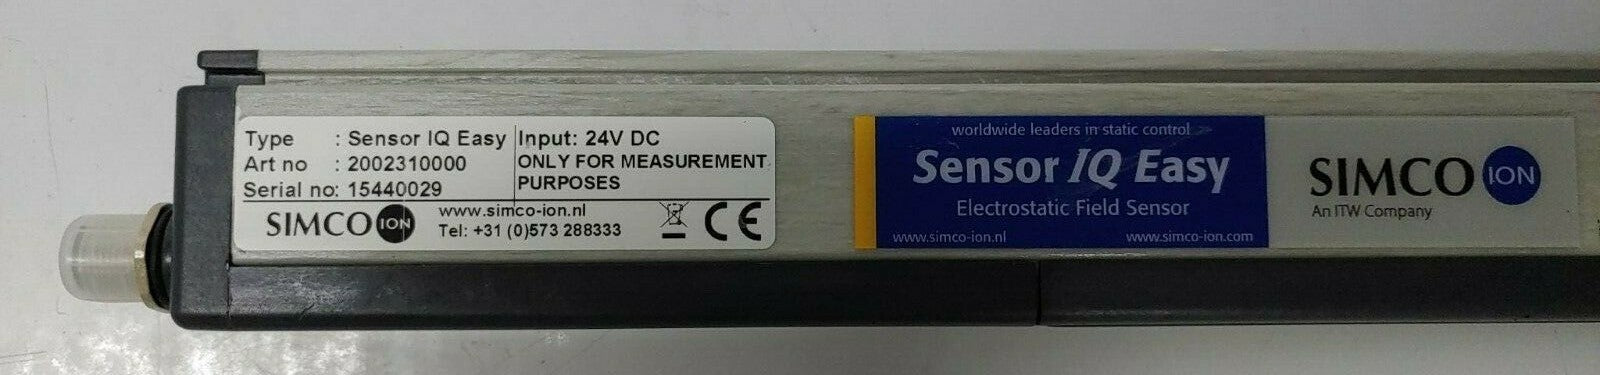 Type : Sensor IQ Easy
Art no : 2002310000
Serial no: 15440029
Input: 24V DC
ONLY FOR MEASUREMENT
PURPOSES
SIMCO ION
www.simco-ion.nl
Tel: +31 (0)573 288333
CE
worldwide leaders in static control
Sensor IQ Easy
Electrostatic Field Sensor
www.simco-ion.nl www.simco-ion.com
SIMCO ION
An ITW Company